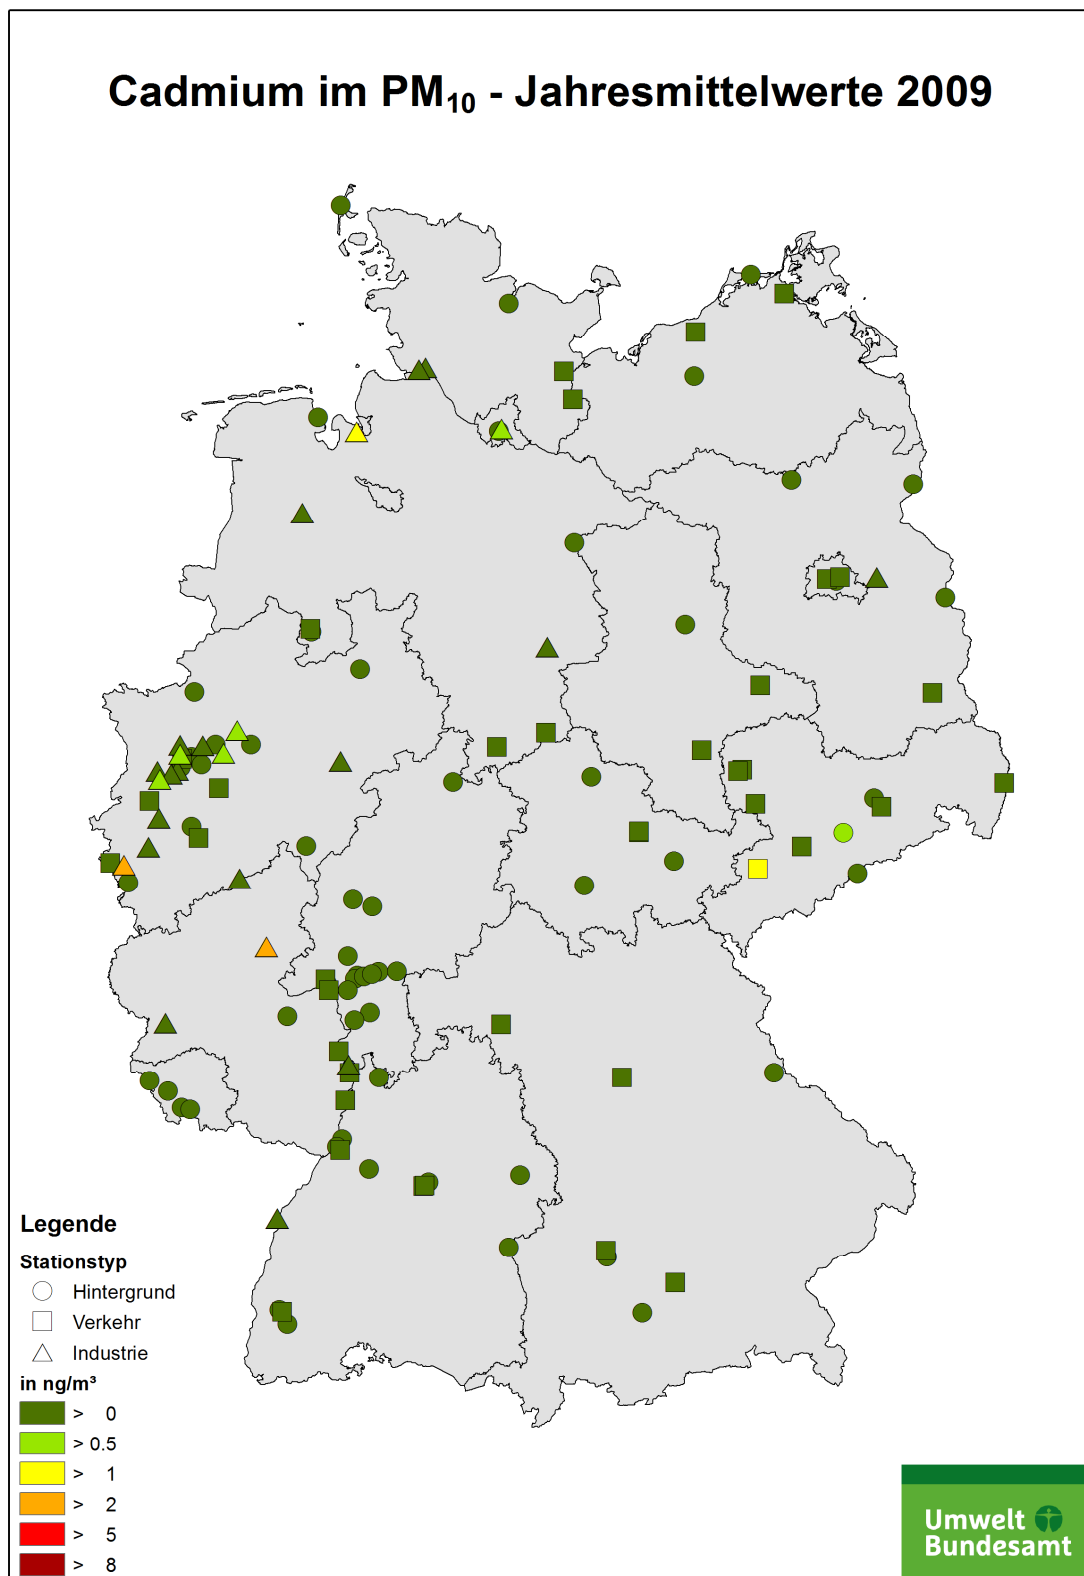 Cadmium im PM₁₀ - Jahresmittelwerte 2009
Legende
Stationstyp
Hintergrund
Verkehr
Industrie
in ng/m³
> 0
> 0.5
> 1
> 2
> 5
> 8
Umwelt
Bundesamt